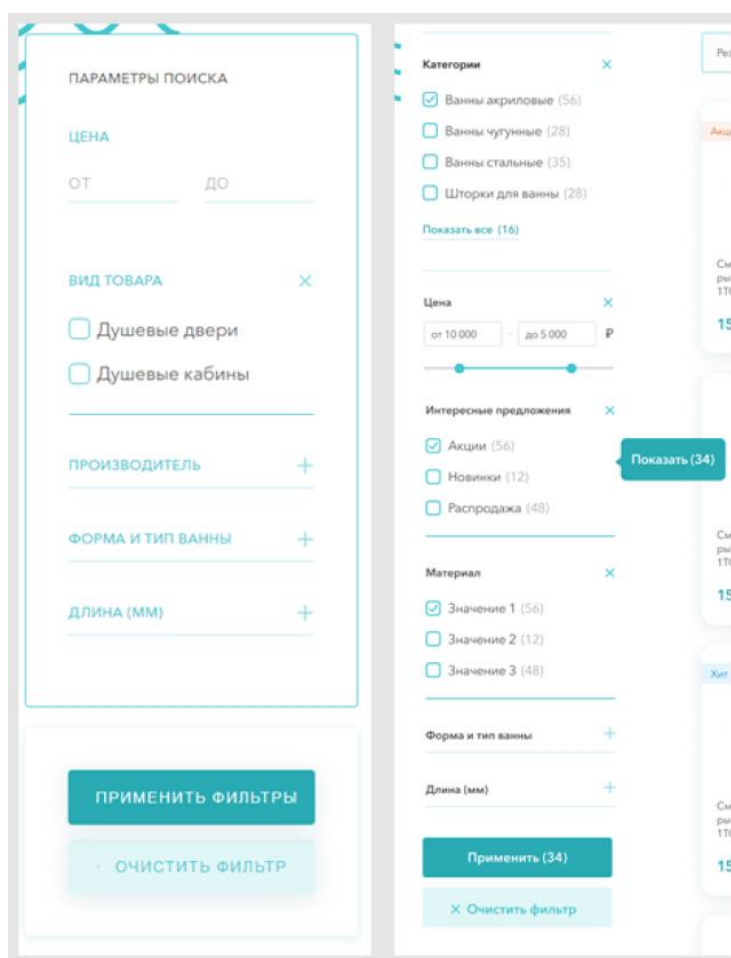 ПАРАМЕТРЫ ПОИСКА
ЦЕНА
ОТ ДО
ВИД ТОВАРА
Душевые двери
Душевые кабины
ПРОИЗВОДИТЕЛЬ
ФОРМА И ТИП ВАННЫ
ДЛИНА (ММ)
ПРИМЕНИТЬ ФИЛЬТРЫ
ОЧИСТИТЬ ФИЛЬТР
Категории
Ванны акриловые (56)
Ванны чугунные (28)
Ванны стальные (35)
Шторки для ванны (28)
Показать все (16)
Цена
от 10 000 - до 5 000 ₽
Интересные предложения
Акции (56)
Новинки (12)
Распродажа (48)
Показать (34)
Материал
Значение 1 (56)
Значение 2 (12)
Значение 3 (48)
Форма и тип ванны
Длина (мм)
Применить (34)
Очистить фильтр
Хит